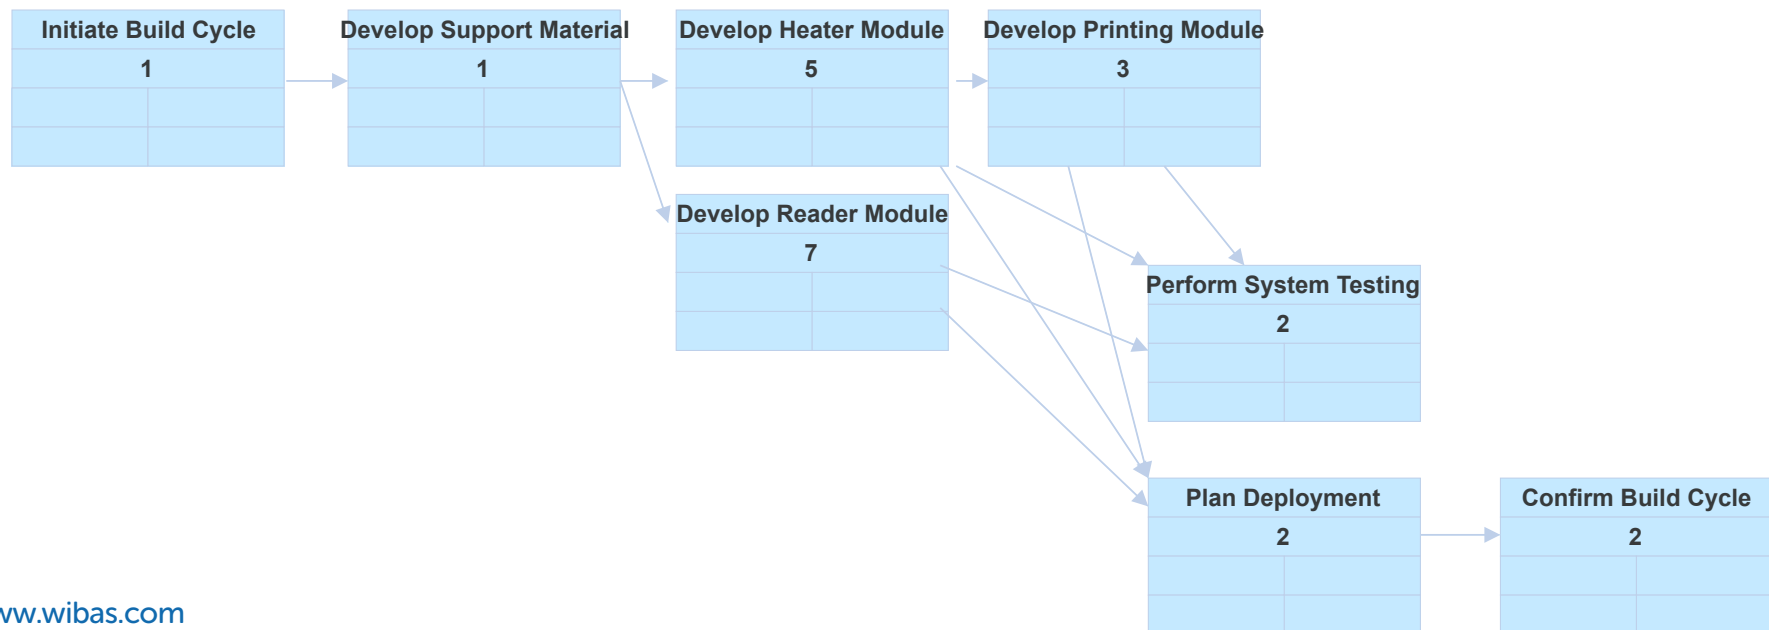 Initiate Build Cycle
1
Develop Support Material
1
Develop Heater Module
5
Develop Printing Module
3
Develop Reader Module
7
Perform System Testing
2
Plan Deployment
2
Confirm Build Cycle
2
ww.wibas.com